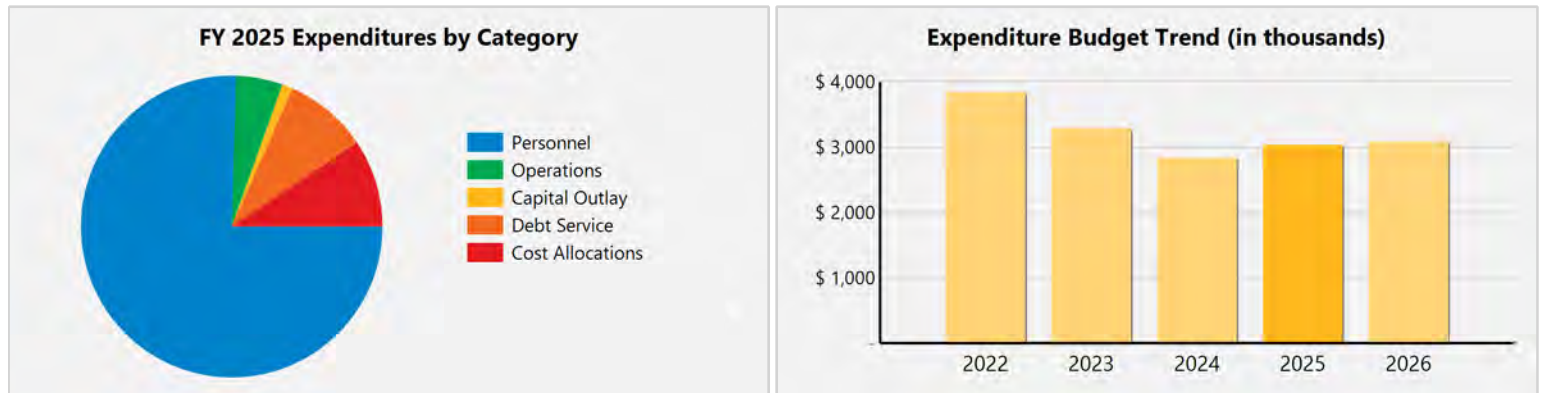 FY 2025 Expenditures by Category
Personnel
Operations
Capital Outlay
Debt Service
Cost Allocations
Expenditure Budget Trend (in thousands)
$ 4,000
$ 3,000
$ 2,000
$ 1,000
-
2022 2023 2024 2025 2026